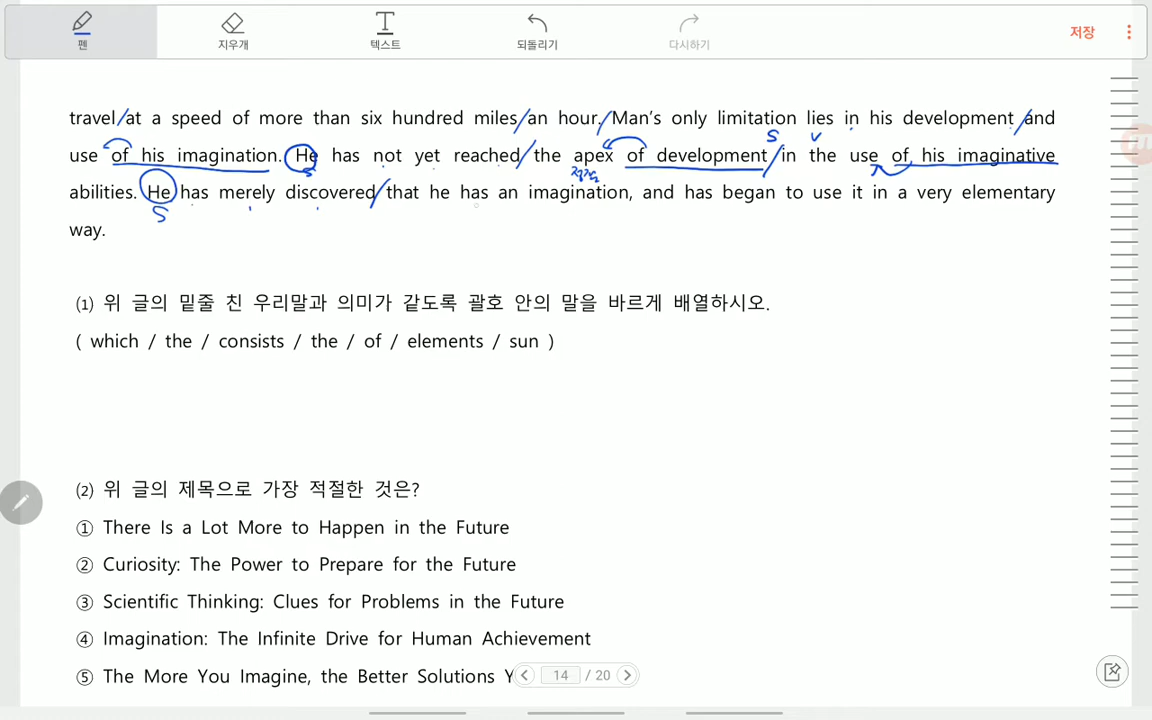 펜 지우개 텍스트 되돌리기 다시하기 저장
travel at a speed of more than six hundred miles an hour. Man's only limitation lies in his development and
use of his imagination. He has not yet reached the apex of development in the use of his imaginative
S V
S 정점
abilities. He has merely discovered that he has an imagination, and has began to use it in a very elementary
S
way.
(1) 위 글의 밑줄 친 우리말과 의미가 같도록 괄호 안의 말을 바르게 배열하시오.
( which / the / consists / the / of / elements / sun )
(2) 위 글의 제목으로 가장 적절한 것은?
① There Is a Lot More to Happen in the Future
② Curiosity: The Power to Prepare for the Future
③ Scientific Thinking: Clues for Problems in the Future
④ Imagination: The Infinite Drive for Human Achievement
⑤ The More You Imagine, the Better Solutions Y
14 / 20